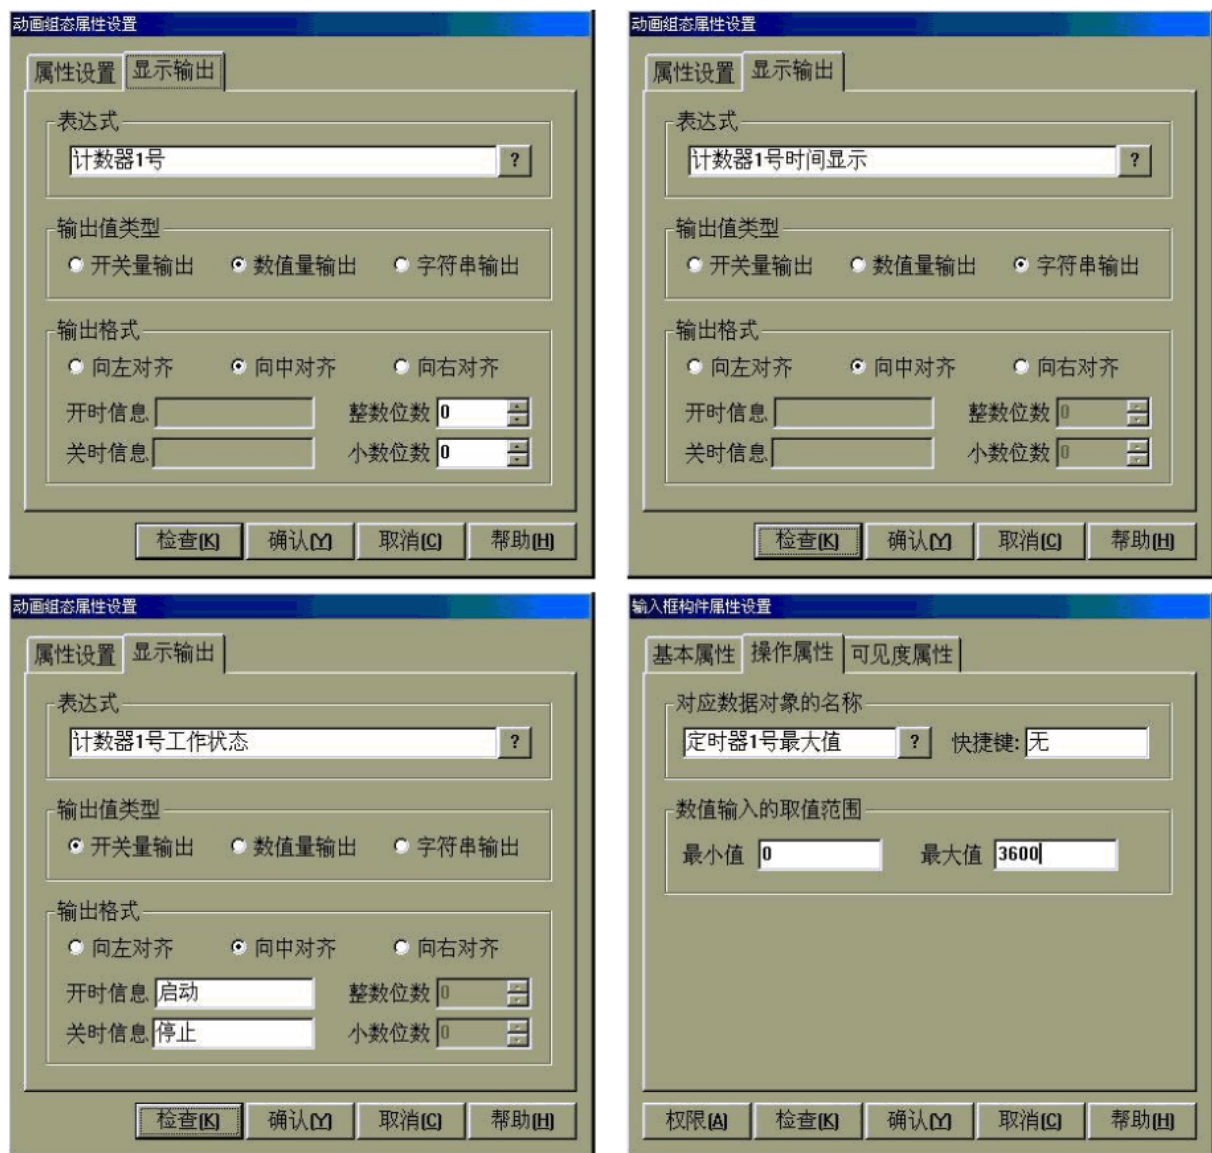 动画组态属性设置
属性设置 显示输出
表达式
计数器1号 ?
输出值类型
开关量输出 数值量输出 字符串输出
输出格式
向左对齐 向中对齐 向右对齐
开时信息 整数位数 0
关时信息 小数位数 0
检查(K) 确认(Y) 取消(C) 帮助(H)
动画组态属性设置
属性设置 显示输出
表达式
计数器1号时间显示 ?
输出值类型
开关量输出 数值量输出 字符串输出
输出格式
向左对齐 向中对齐 向右对齐
开时信息 整数位数 0
关时信息 小数位数 0
检查(K) 确认(Y) 取消(C) 帮助(H)
动画组态属性设置
属性设置 显示输出
表达式
计数器1号工作状态 ?
输出值类型
开关量输出 数值量输出 字符串输出
输出格式
向左对齐 向中对齐 向右对齐
开时信息 启动 整数位数 0
关时信息 停止 小数位数 0
检查(K) 确认(Y) 取消(C) 帮助(H)
输入框构件属性设置
基本属性 操作属性 可见度属性
对应数据对象的名称
定时器1号最大值 ? 快捷键: 无
数值输入的取值范围
最小值 0 最大值 3600
权限(A) 检查(K) 确认(Y) 取消(C) 帮助(H)